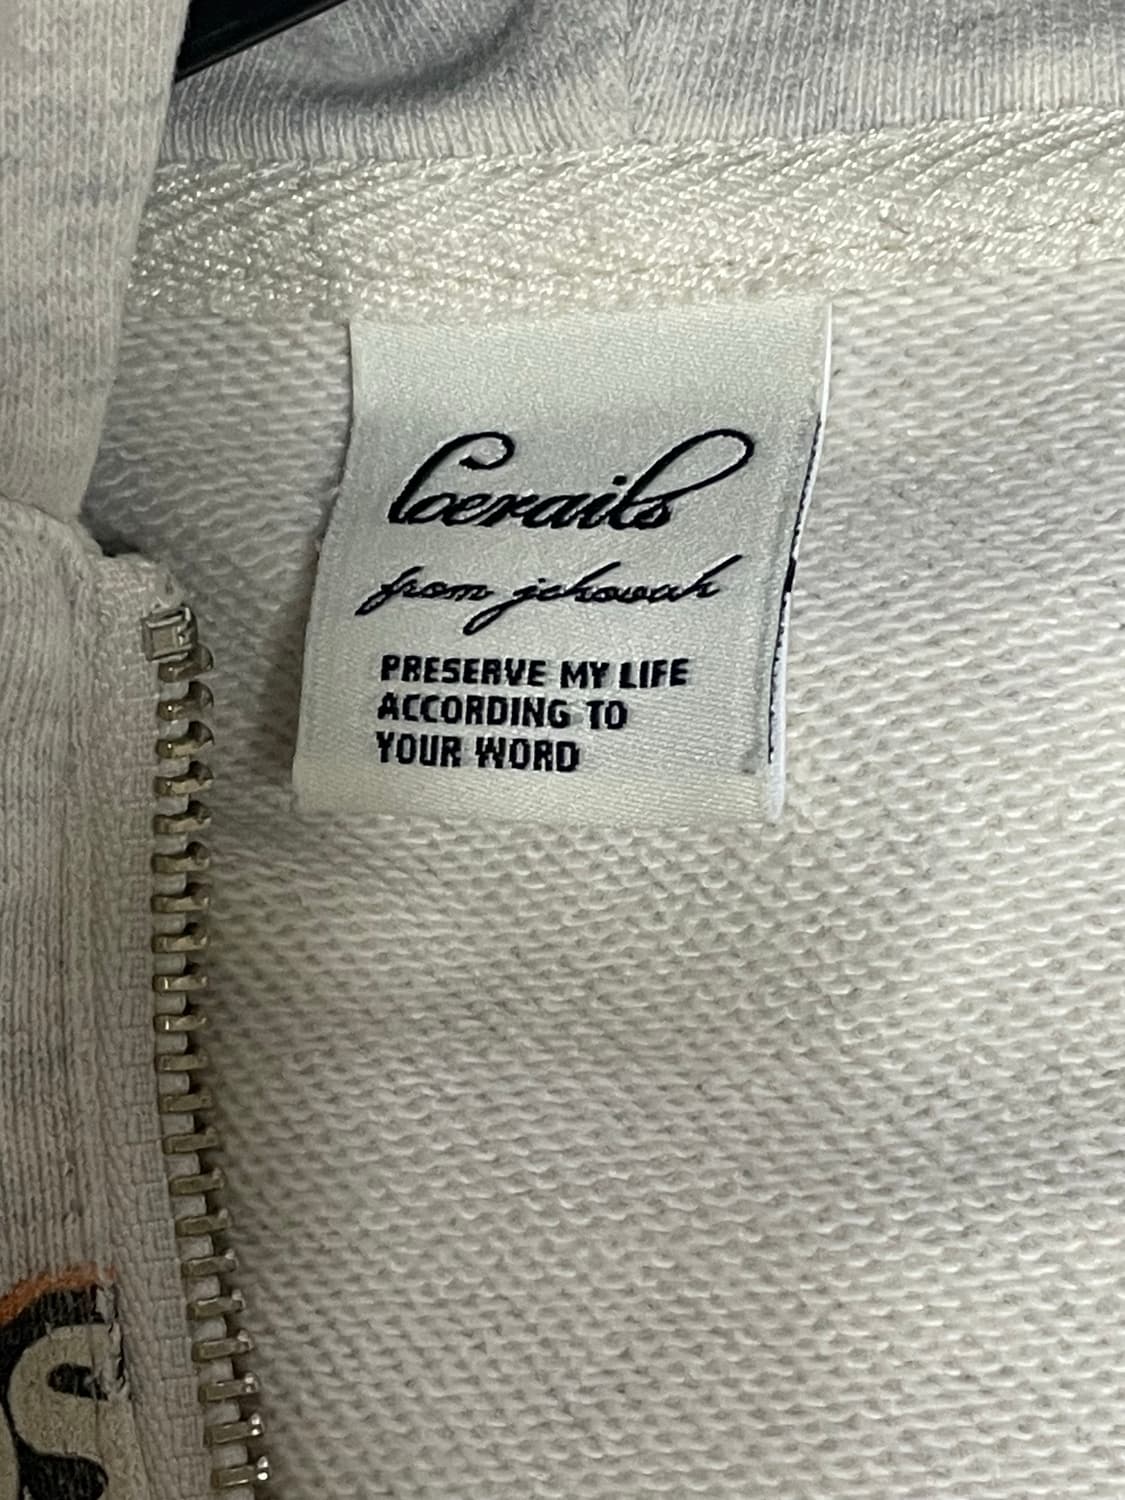 Loerails
from jehovah
PRESERVE MY LIFE
ACCORDING TO
YOUR WORD
S